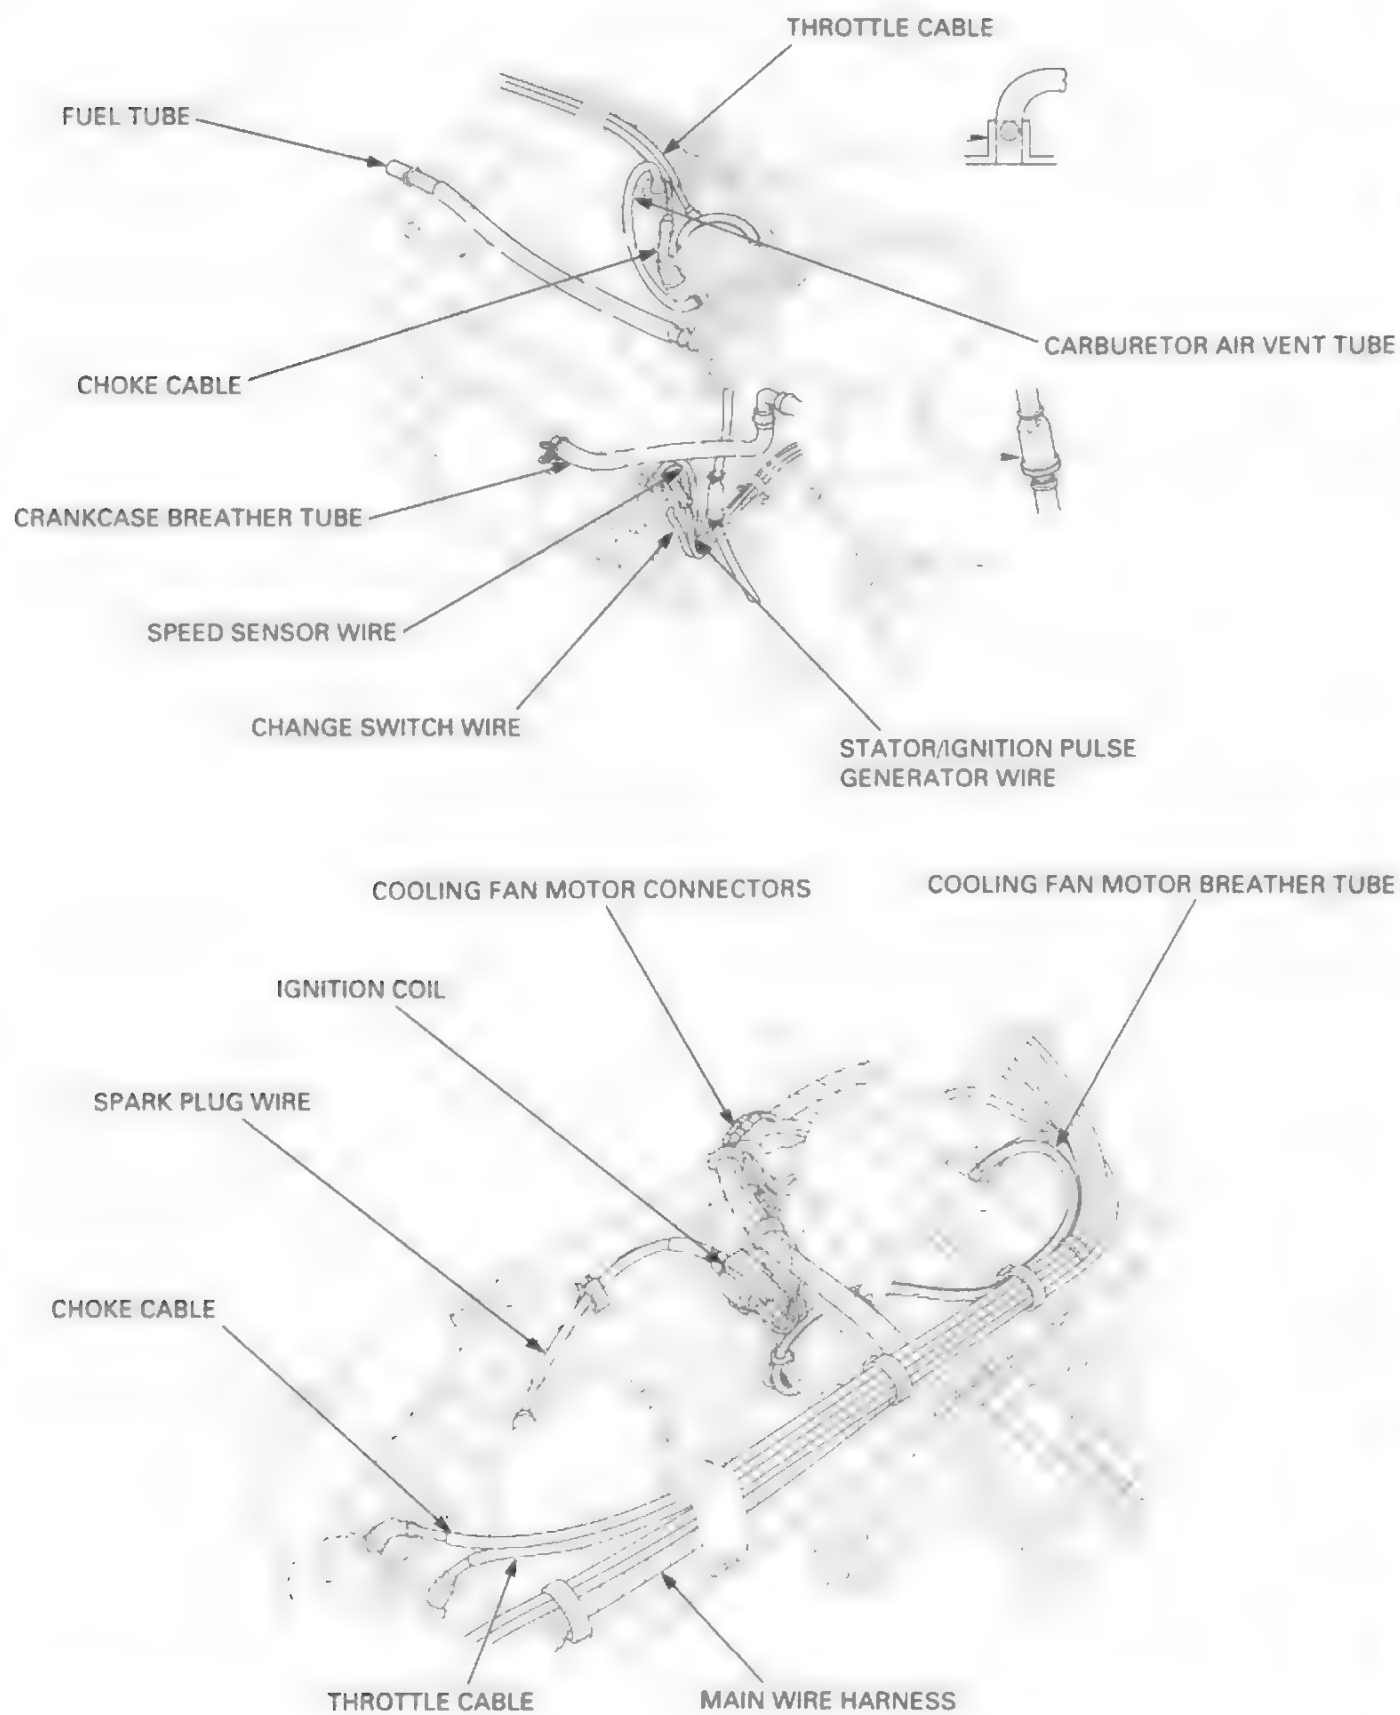 THROTTLE CABLE
FUEL TUBE
CARBURETOR AIR VENT TUBE
CHOKE CABLE
CRANKCASE BREATHER TUBE
SPEED SENSOR WIRE
CHANGE SWITCH WIRE
STATOR/IGNITION PULSE
GENERATOR WIRE
COOLING FAN MOTOR CONNECTORS
COOLING FAN MOTOR BREATHER TUBE
IGNITION COIL
SPARK PLUG WIRE
CHOKE CABLE
THROTTLE CABLE
MAIN WIRE HARNESS